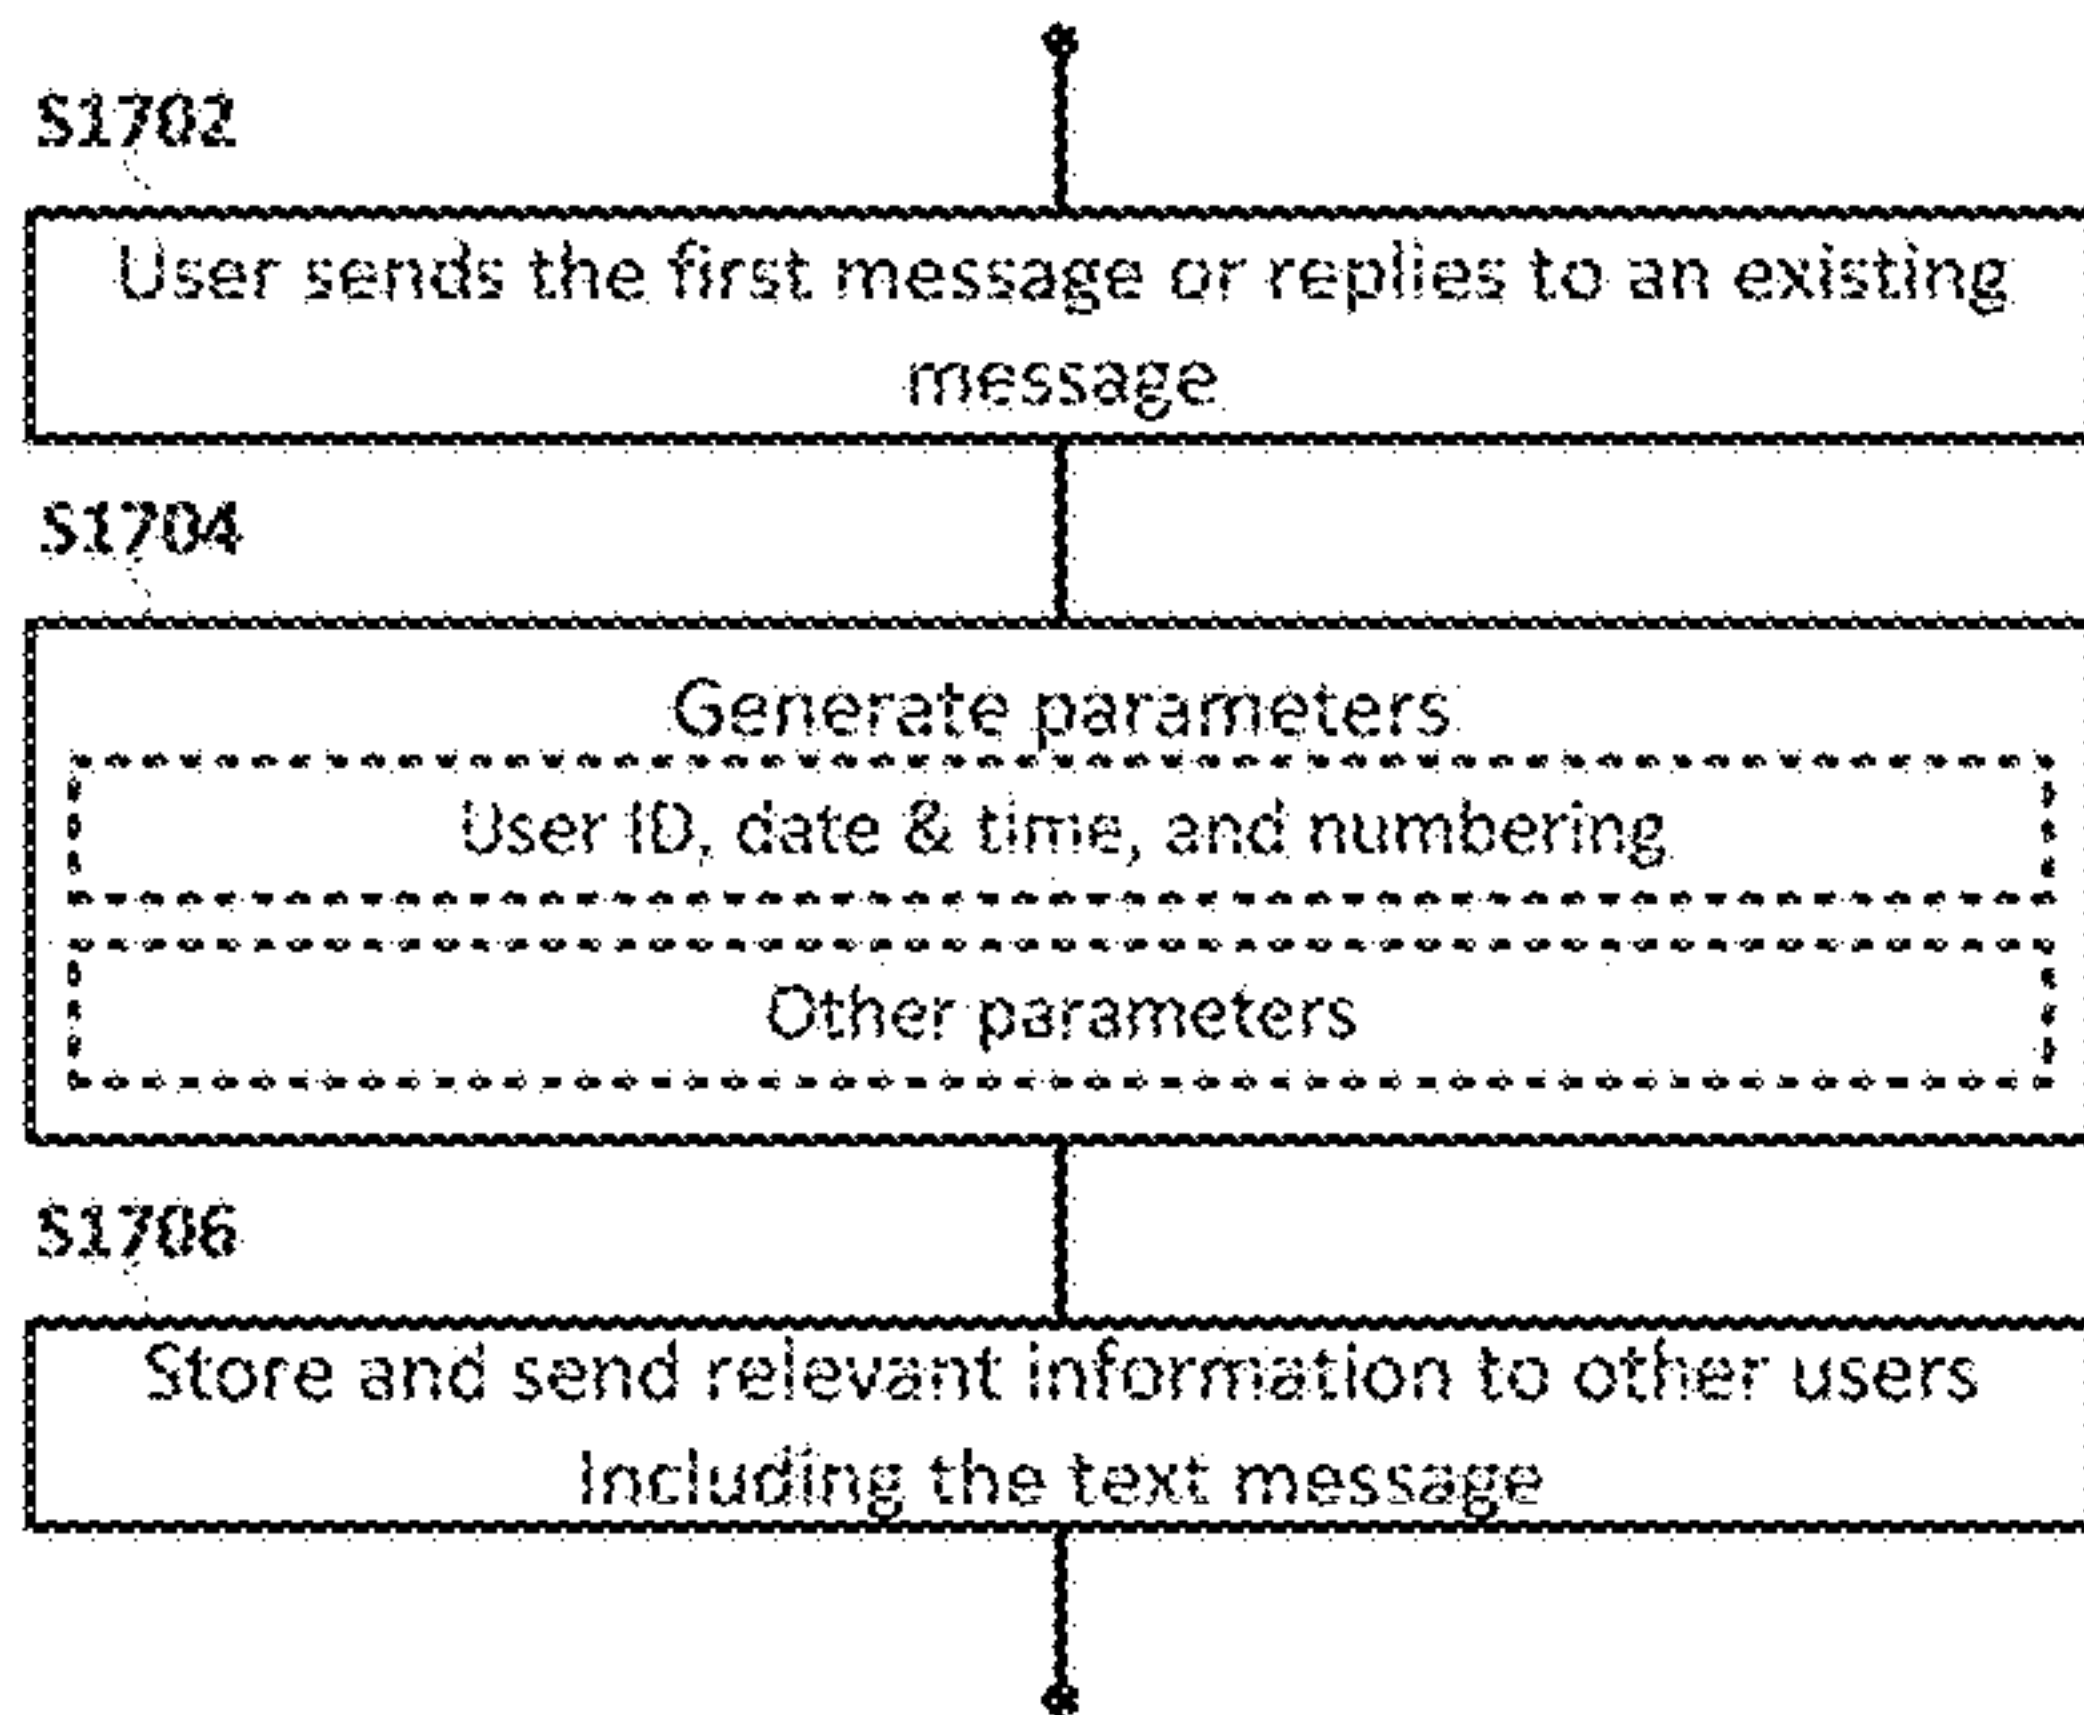 S1702
User sends the first message or replies to an existing
message
S1704
Generate parameters
User ID, date & time, and numbering
Other parameters
S1706
Store and send relevant information to other users
Including the text message